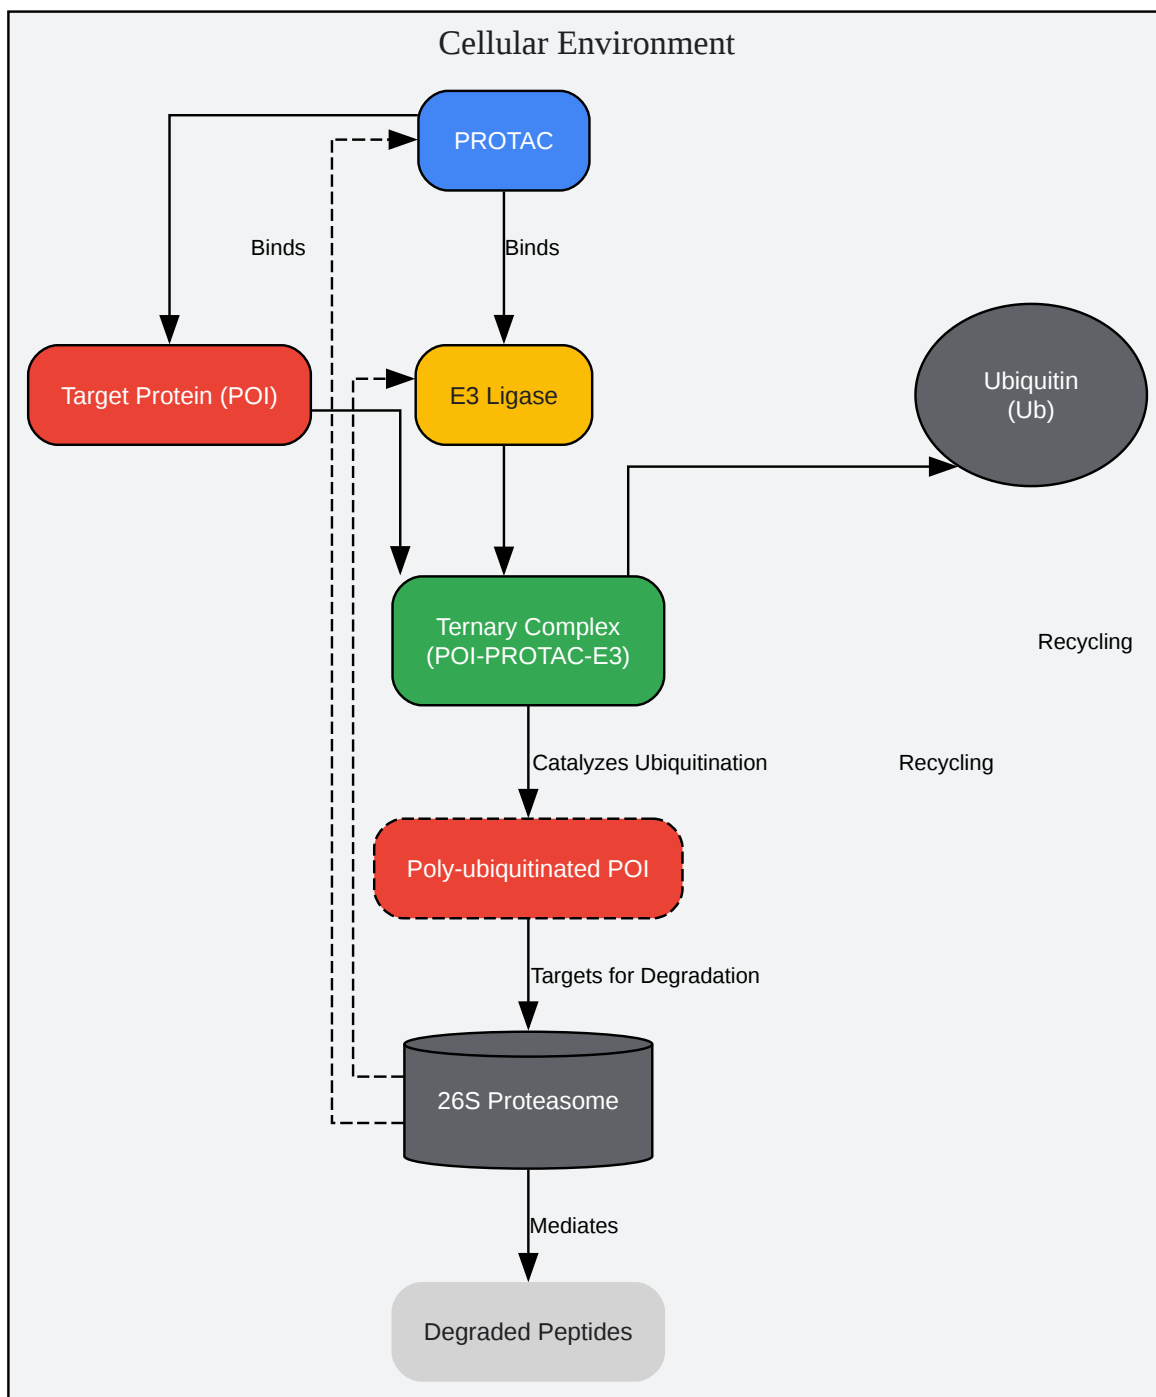 Cellular Environment
PROTAC
Binds
Binds
Target Protein (POI)
E3 Ligase
Ubiquitin
(Ub)
Ternary Complex
(POI-PROTAC-E3)
Recycling
Catalyzes Ubiquitination
Recycling
Poly-ubiquitinated POI
Targets for Degradation
26S Proteasome
Mediates
Degraded Peptides